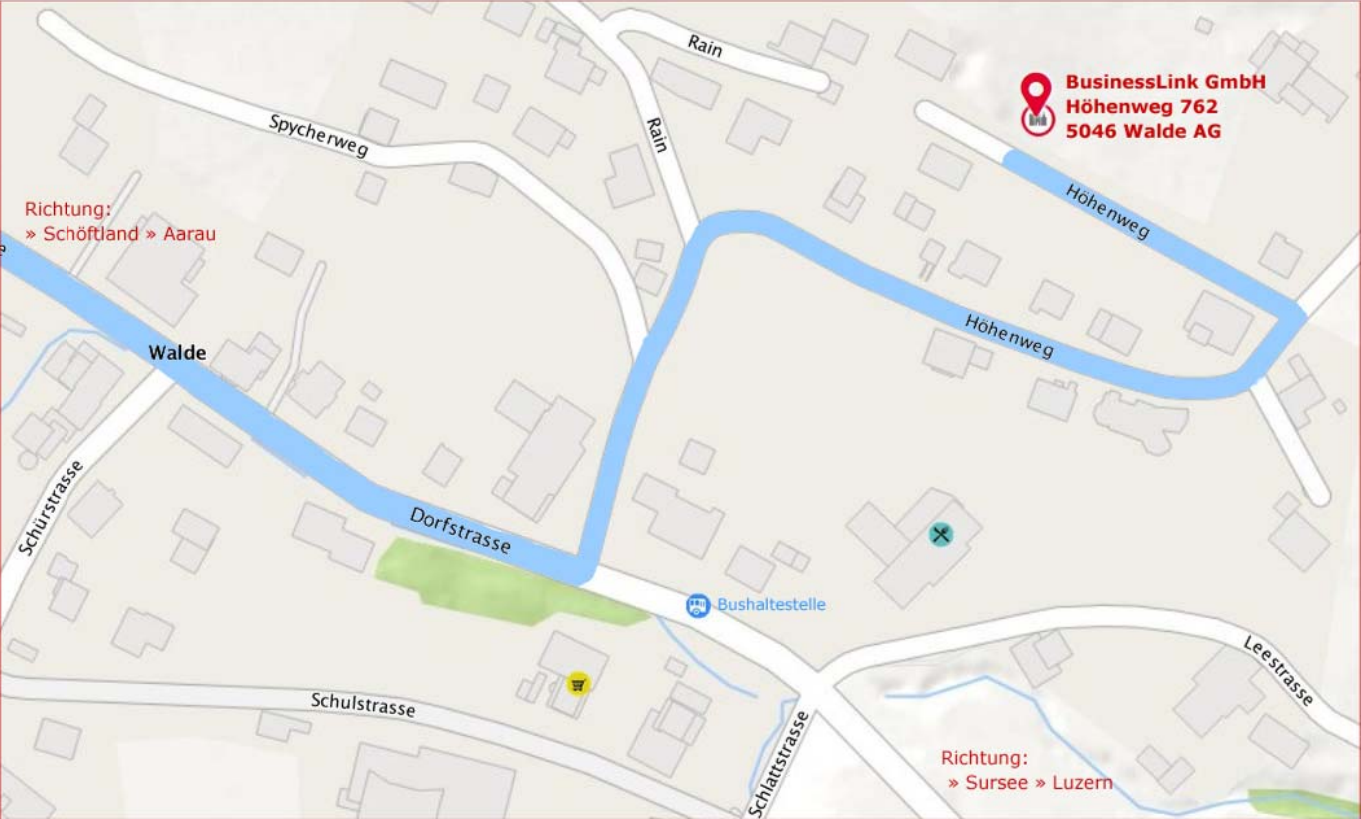 Rain
BusinessLink GmbH
Höhenweg 762
5046 Walde AG
Spycherweg
Rain
Höhenweg
Richtung:
» Schöftland » Aarau
Höhenweg
Walde
Schürstrasse
Dorfstrasse
Bushaltestelle
Leestrasse
Schulstrasse
Schlattstrasse
Richtung:
» Sursee » Luzern